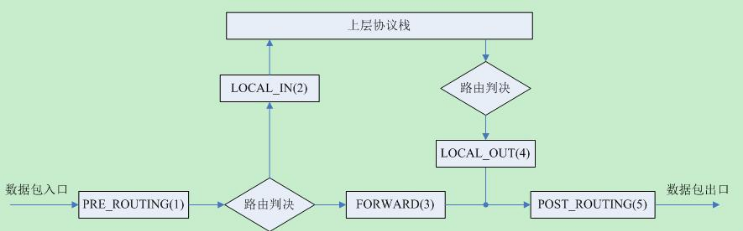 上层协议栈
LOCAL_IN(2)
路由判决
LOCAL_OUT(4)
数据包入口
数据包出口
PRE_ROUTING(1)
路由判决
FORWARD(3)
POST_ROUTING(5)